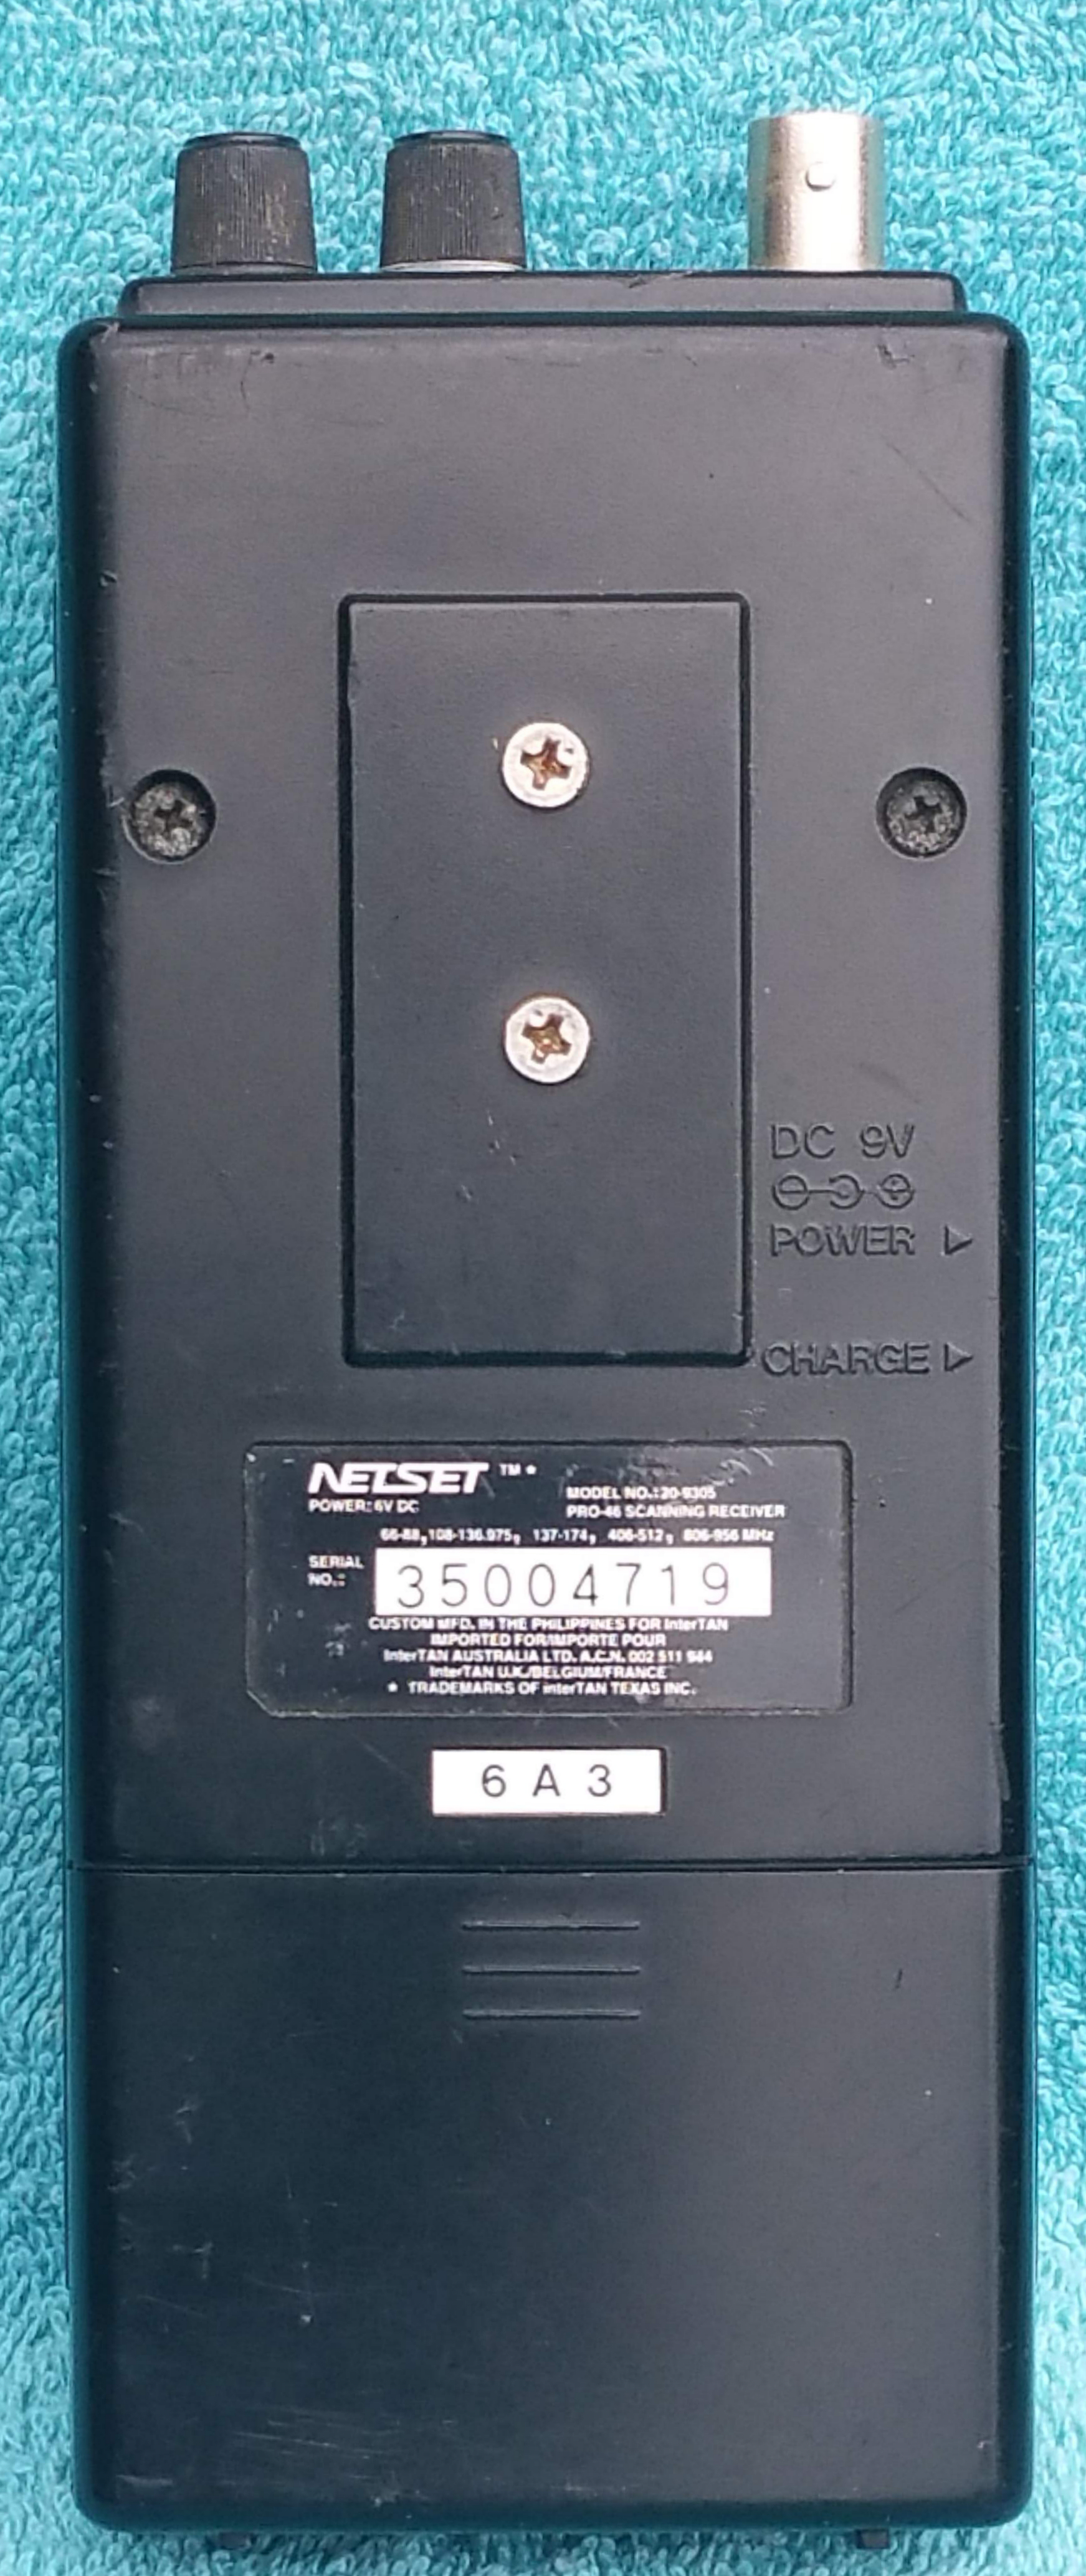 DC 9V
POWER
CHARGE
NETSET TM *
POWER: 6V DC
MODEL NO.: 20-9305
PRO-46 SCANNING RECEIVER
66-88, 108-136.975, 137-174, 406-512, 806-956 MHz
SERIAL
NO.:
35004719
CUSTOM MFD. IN THE PHILIPPINES FOR InterTAN
IMPORTED FOR/IMPORTE POUR
InterTAN AUSTRALIA LTD. A.C.N. 002 511 944
InterTAN U.K./BELGIUM/FRANCE
* TRADEMARKS OF interTAN TEXAS INC.
6 A 3